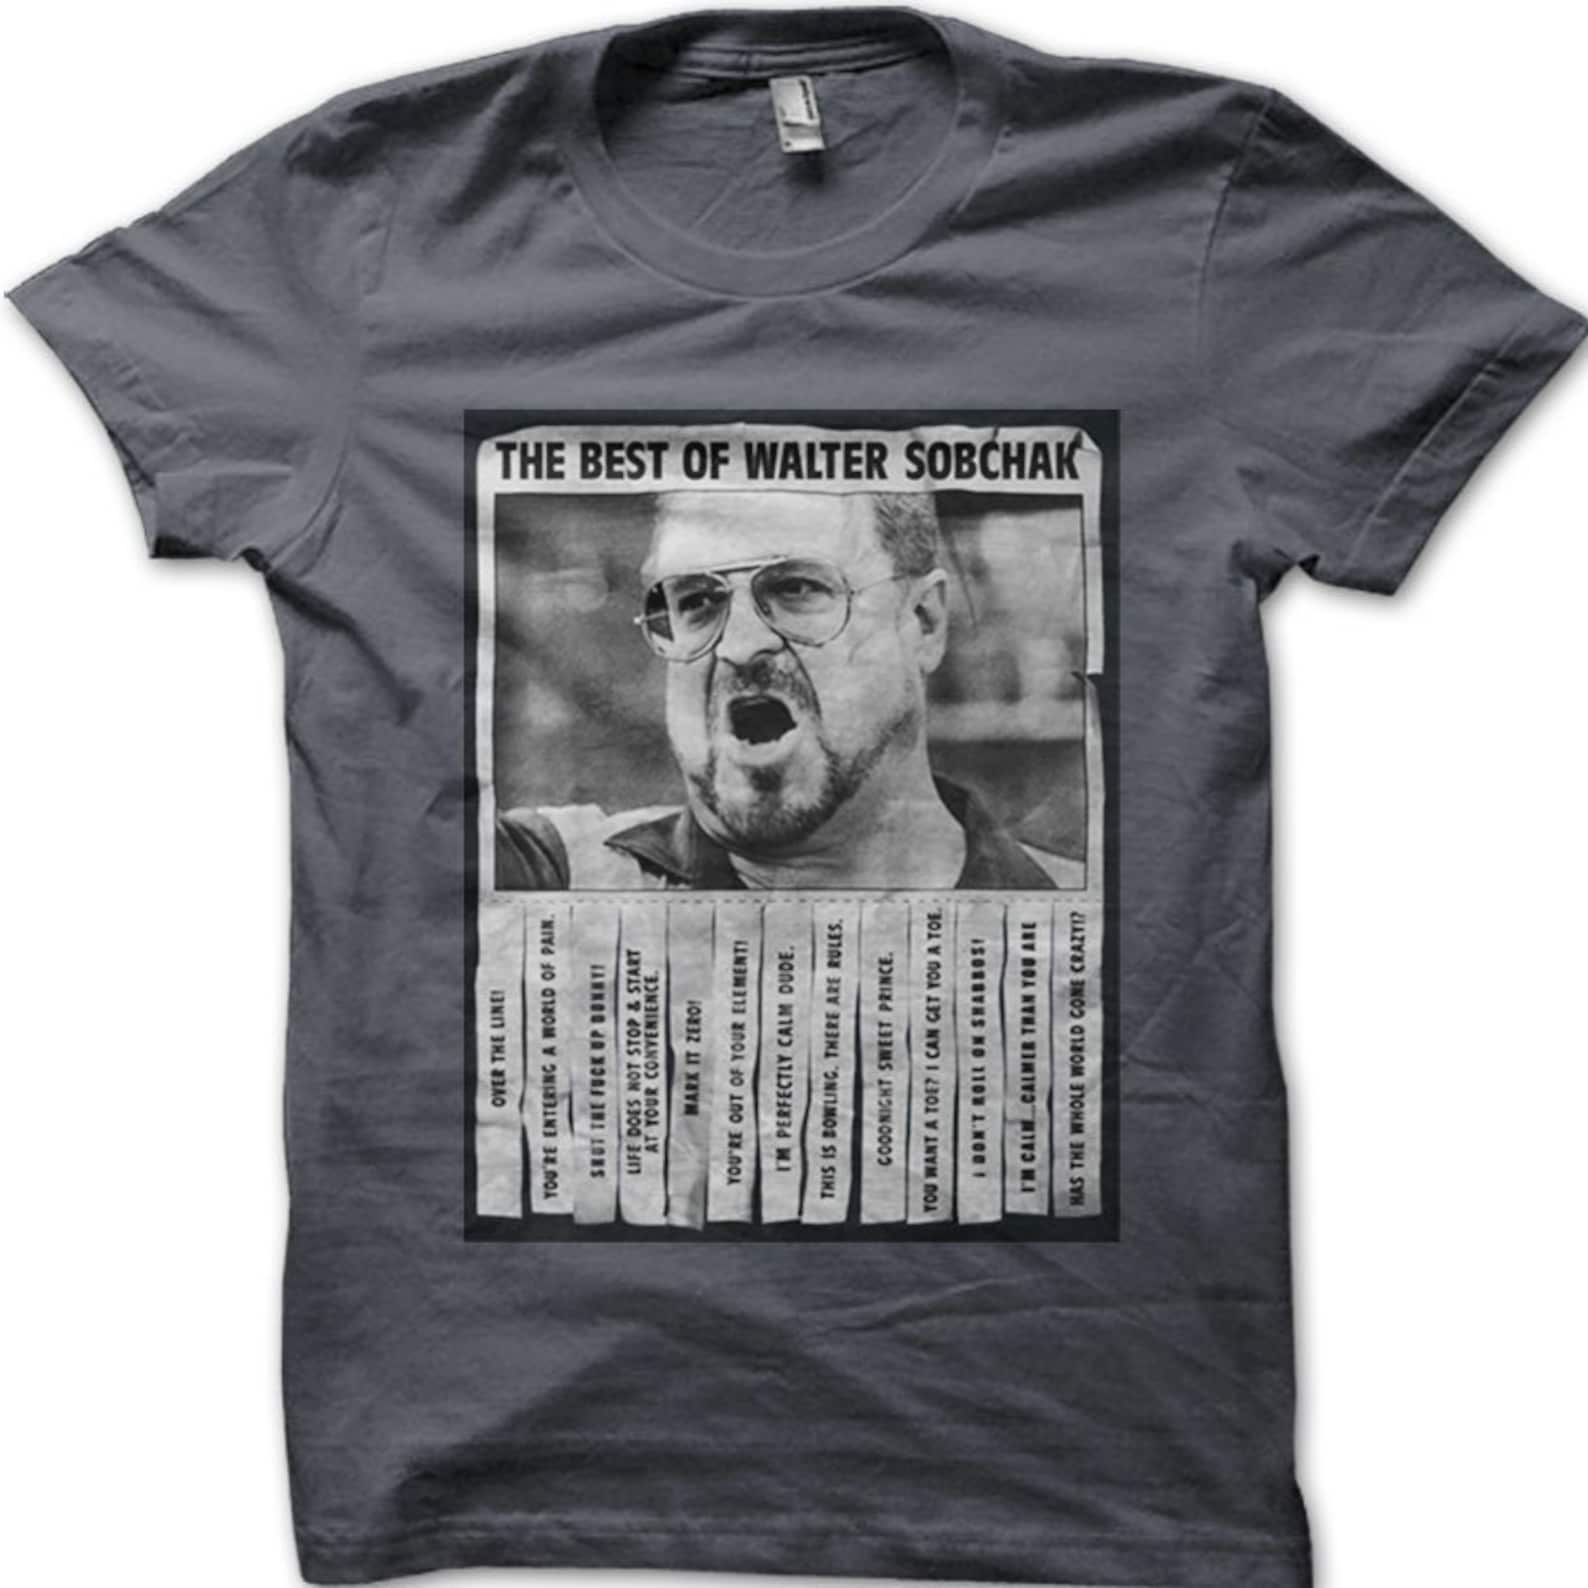 THE BEST OF WALTER SOBCHAK
OVER THE LINE!
YOU'RE ENTERING A WORLD OF PAIN.
SHUT THE FUCK UP DONNY!
LIFE DOES NOT STOP & START
AT YOUR CONVENIENCE.
MARK IT ZERO!
YOU'RE OUT OF YOUR ELEMENT!
I'M PERFECTLY CALM DUDE.
THIS IS BOWLING. THERE ARE RULES.
GOODNIGHT SWEET PRINCE.
YOU WANT A TOE? I CAN GET YOU A TOE.
I DON'T ROLL ON SHABBOS!
I'M CALM...CALMER THAN YOU ARE
HAS THE WHOLE WORLD GONE CRAZY!?